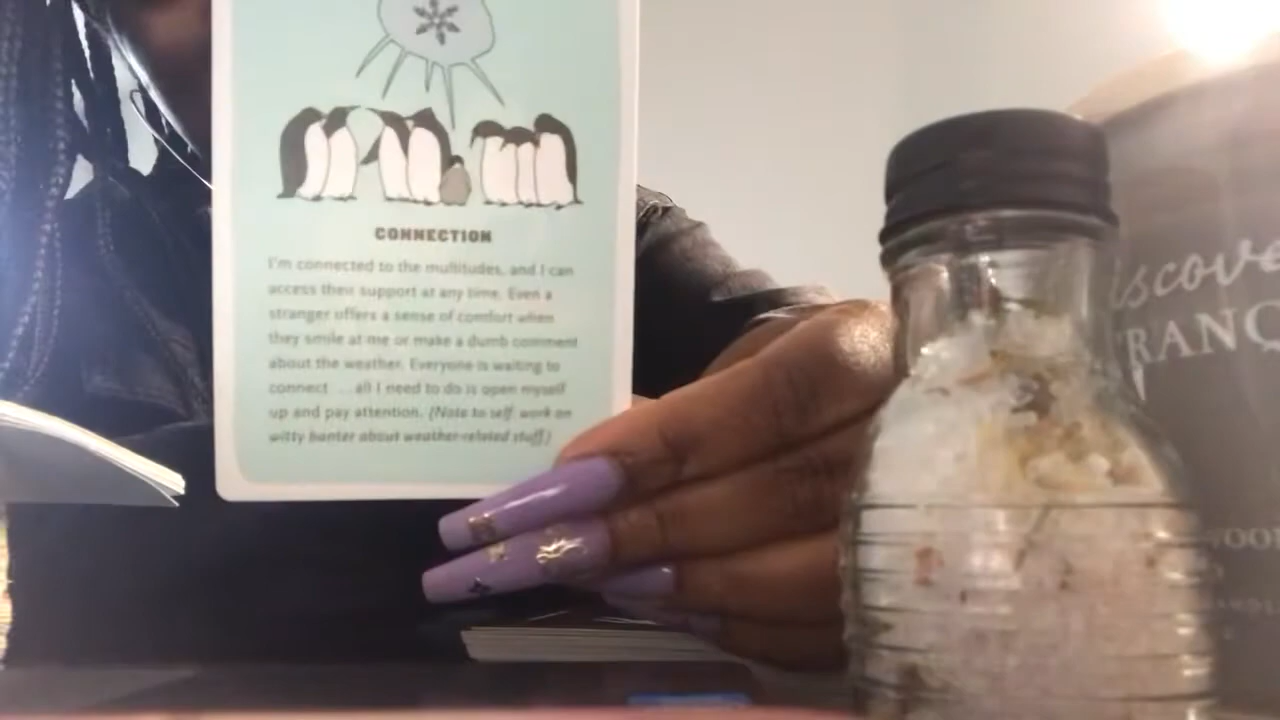 CONNECTION
I'm connected to the multitudes, and I can
access their support at any time. Even a
stranger offers a sense of comfort when
they smile at me or make a dumb comment
about the weather. Everyone is waiting to
connect ... all I need to do is open myself
up and pay attention. (Note to self: work on
witty banter about weather-related stuff.)
iscove
TRANQ